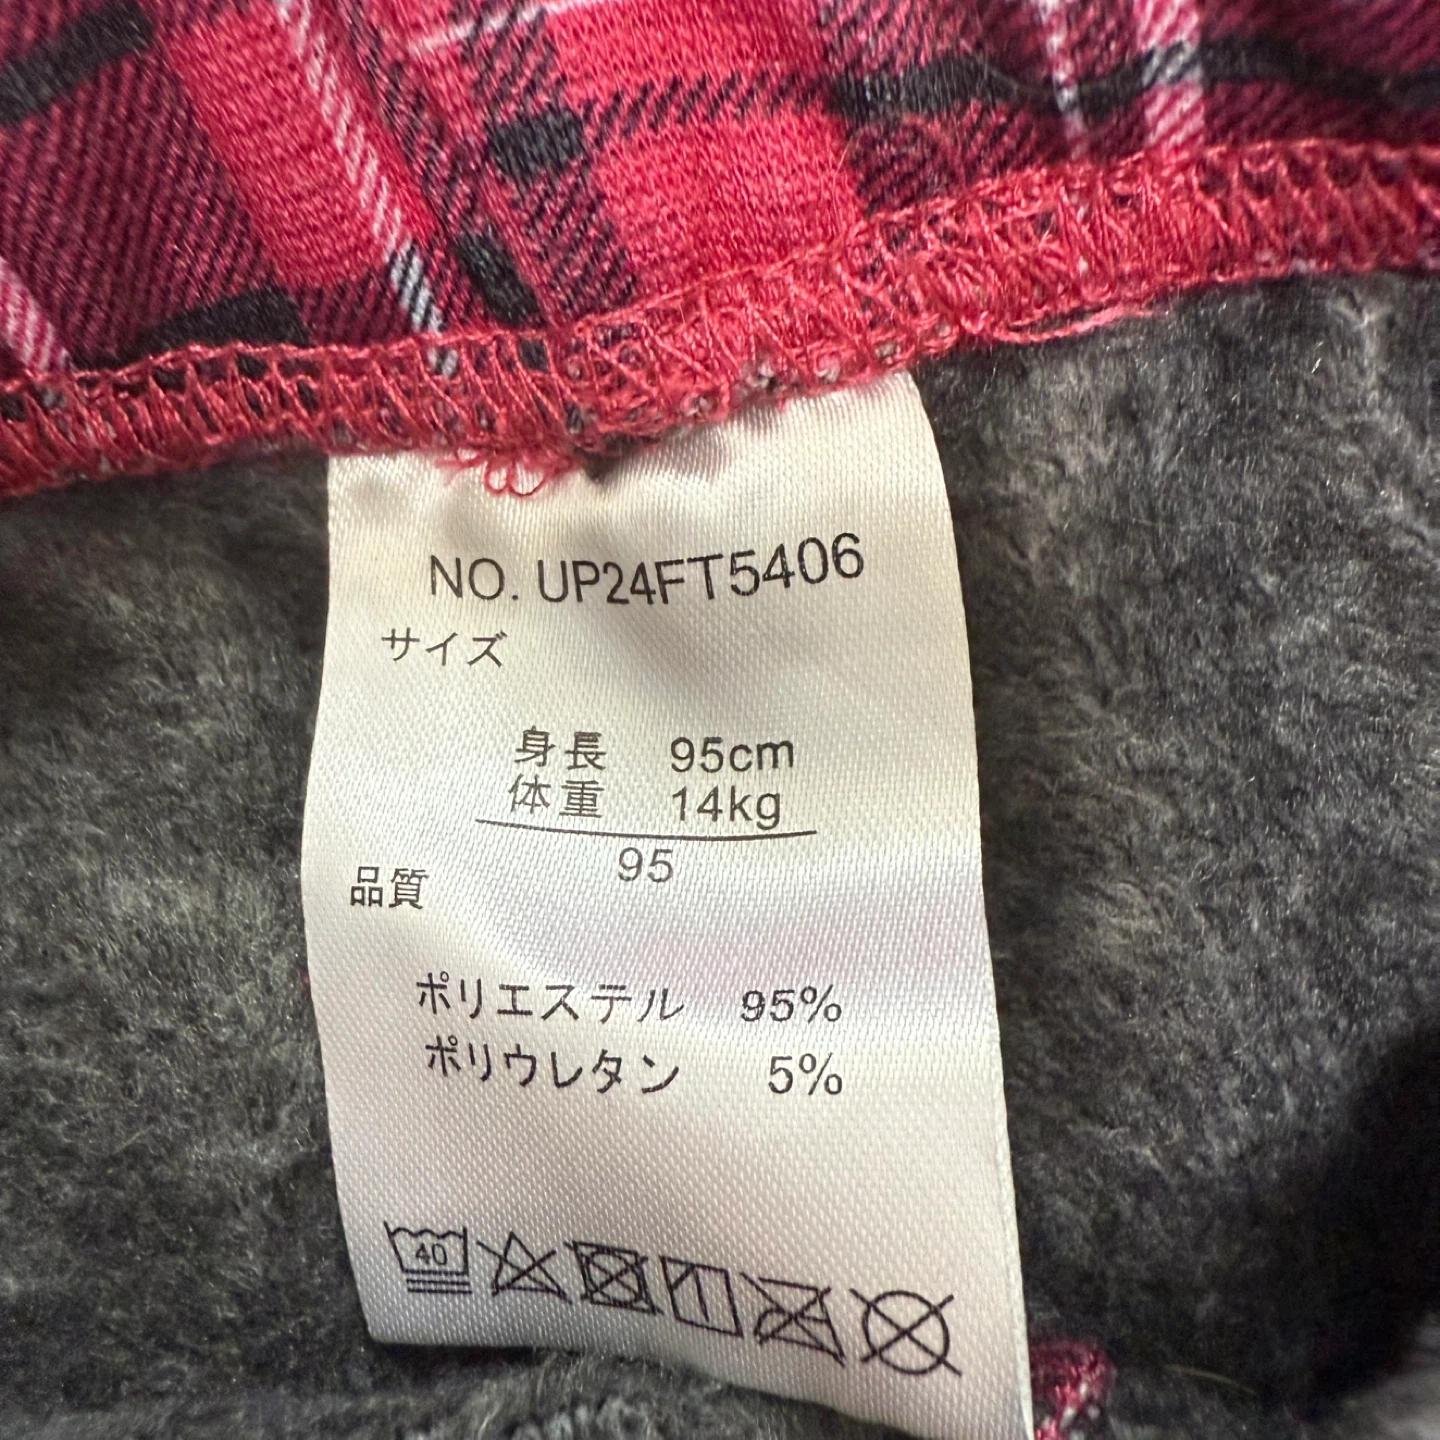 NO. UP24FT5406
サイズ
身長 95cm
体重 14kg
95
品質
ポリエステル 95%
ポリウレタン 5%
40